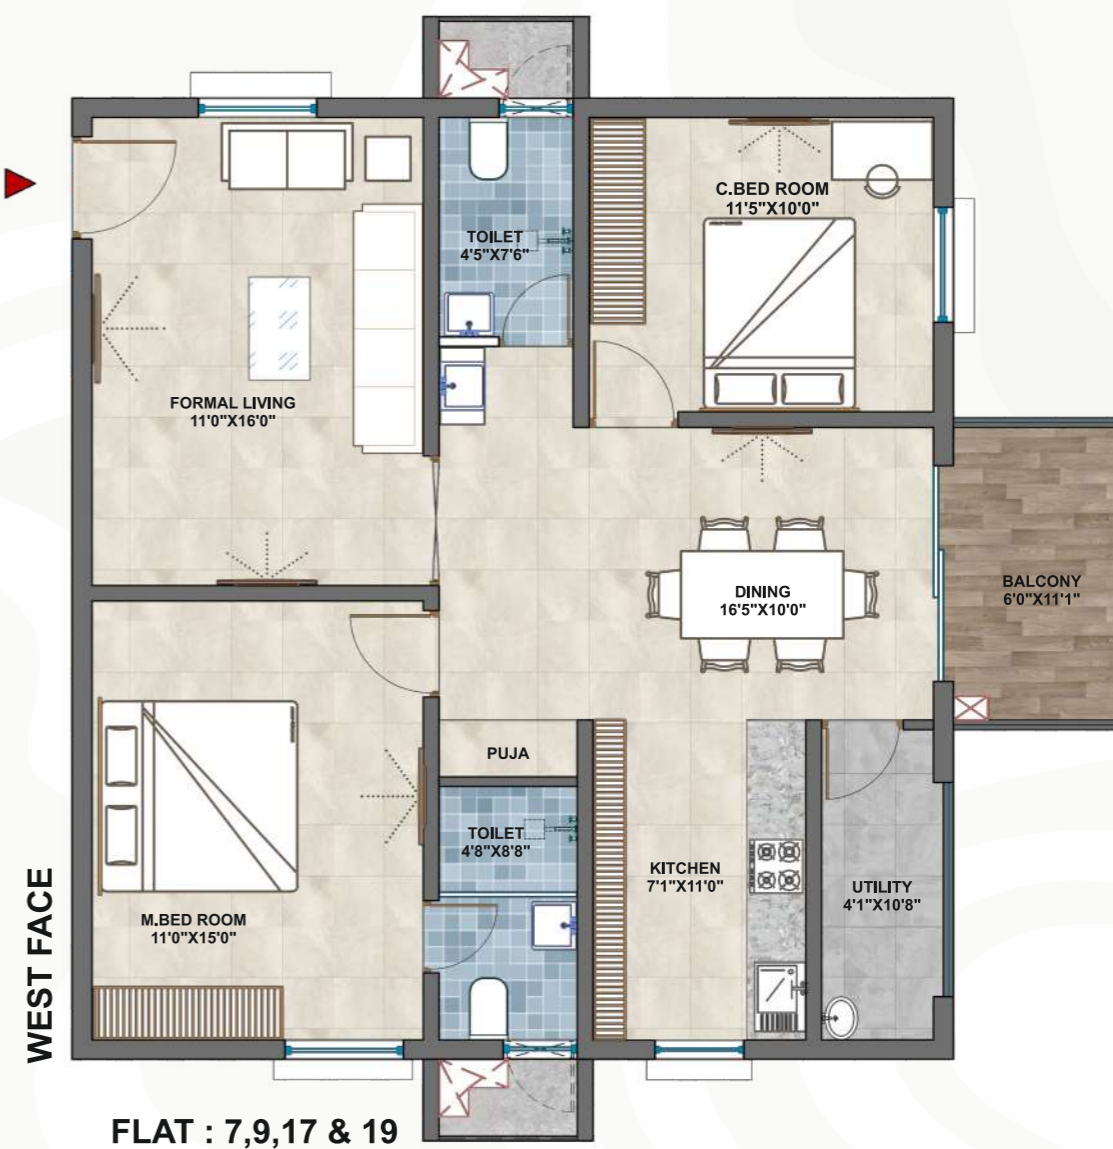 C.BED ROOM
11'5"X10'0"
TOILET
4'5"X7'6"
FORMAL LIVING
11'0"X16'0"
DINING
16'5"X10'0"
BALCONY
6'0"X11'1"
PUJA
TOILET
4'8"X8'8"
KITCHEN
7'1"X11'0"
UTILITY
4'1"X10'8"
M.BED ROOM
11'0"X15'0"
WEST FACE
FLAT : 7,9,17 & 19